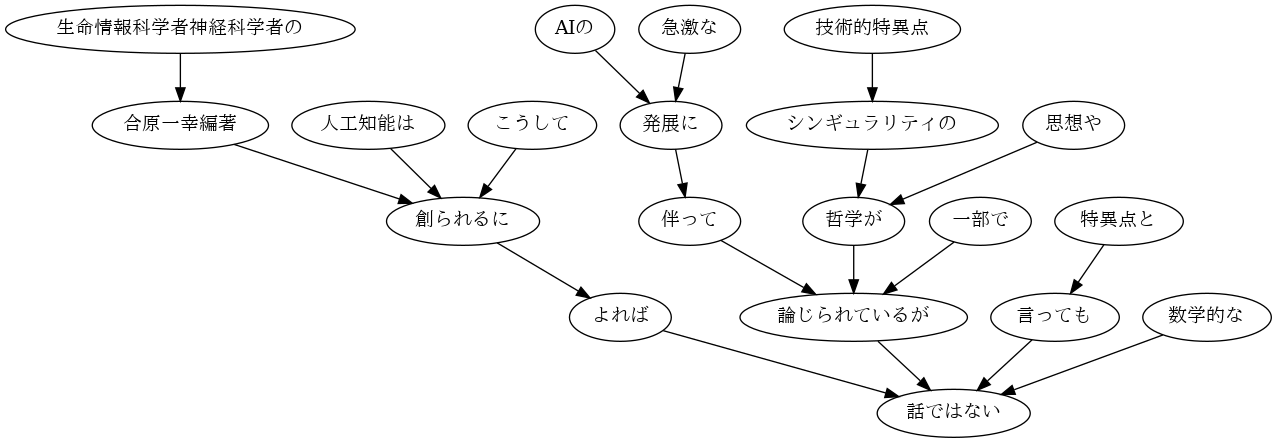 生命情報科学者神経科学者の
AIの
急激な
技術的特異点
合原一幸編著
人工知能は
こうして
発展に
シンギュラリティの
思想や
創られるに
伴って
哲学が
一部で
特異点と
よれば
論じられているが
言っても
数学的な
話ではない